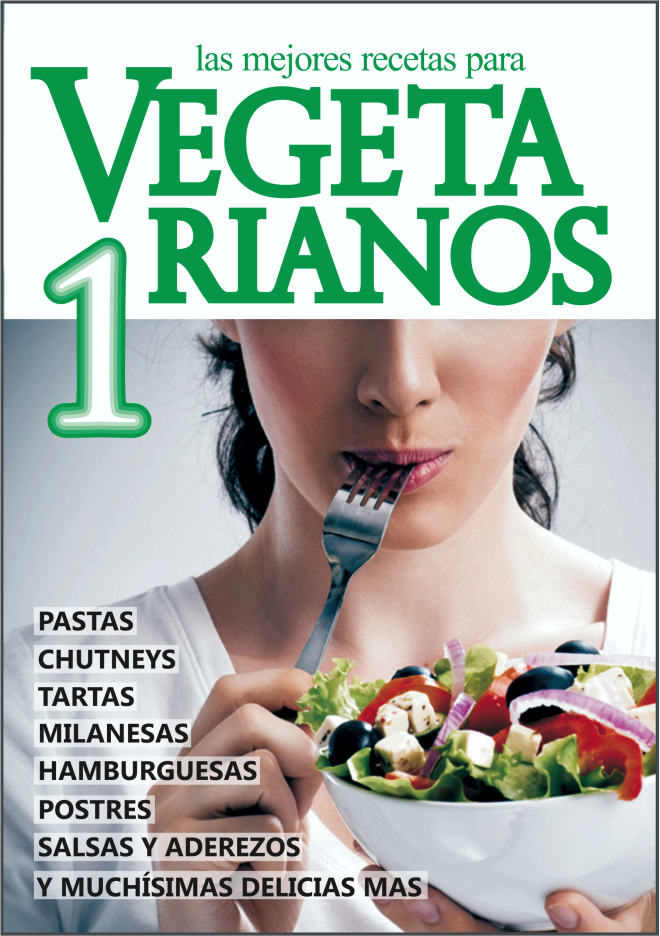 las mejores recetas para
VEGETA
RIANOS
1
PASTAS
CHUTNEYS
TARTAS
MILANESAS
HAMBURGUESAS
POSTRES
SALSAS Y ADEREZOS
Y MUCHÍSIMAS DELICIAS MAS